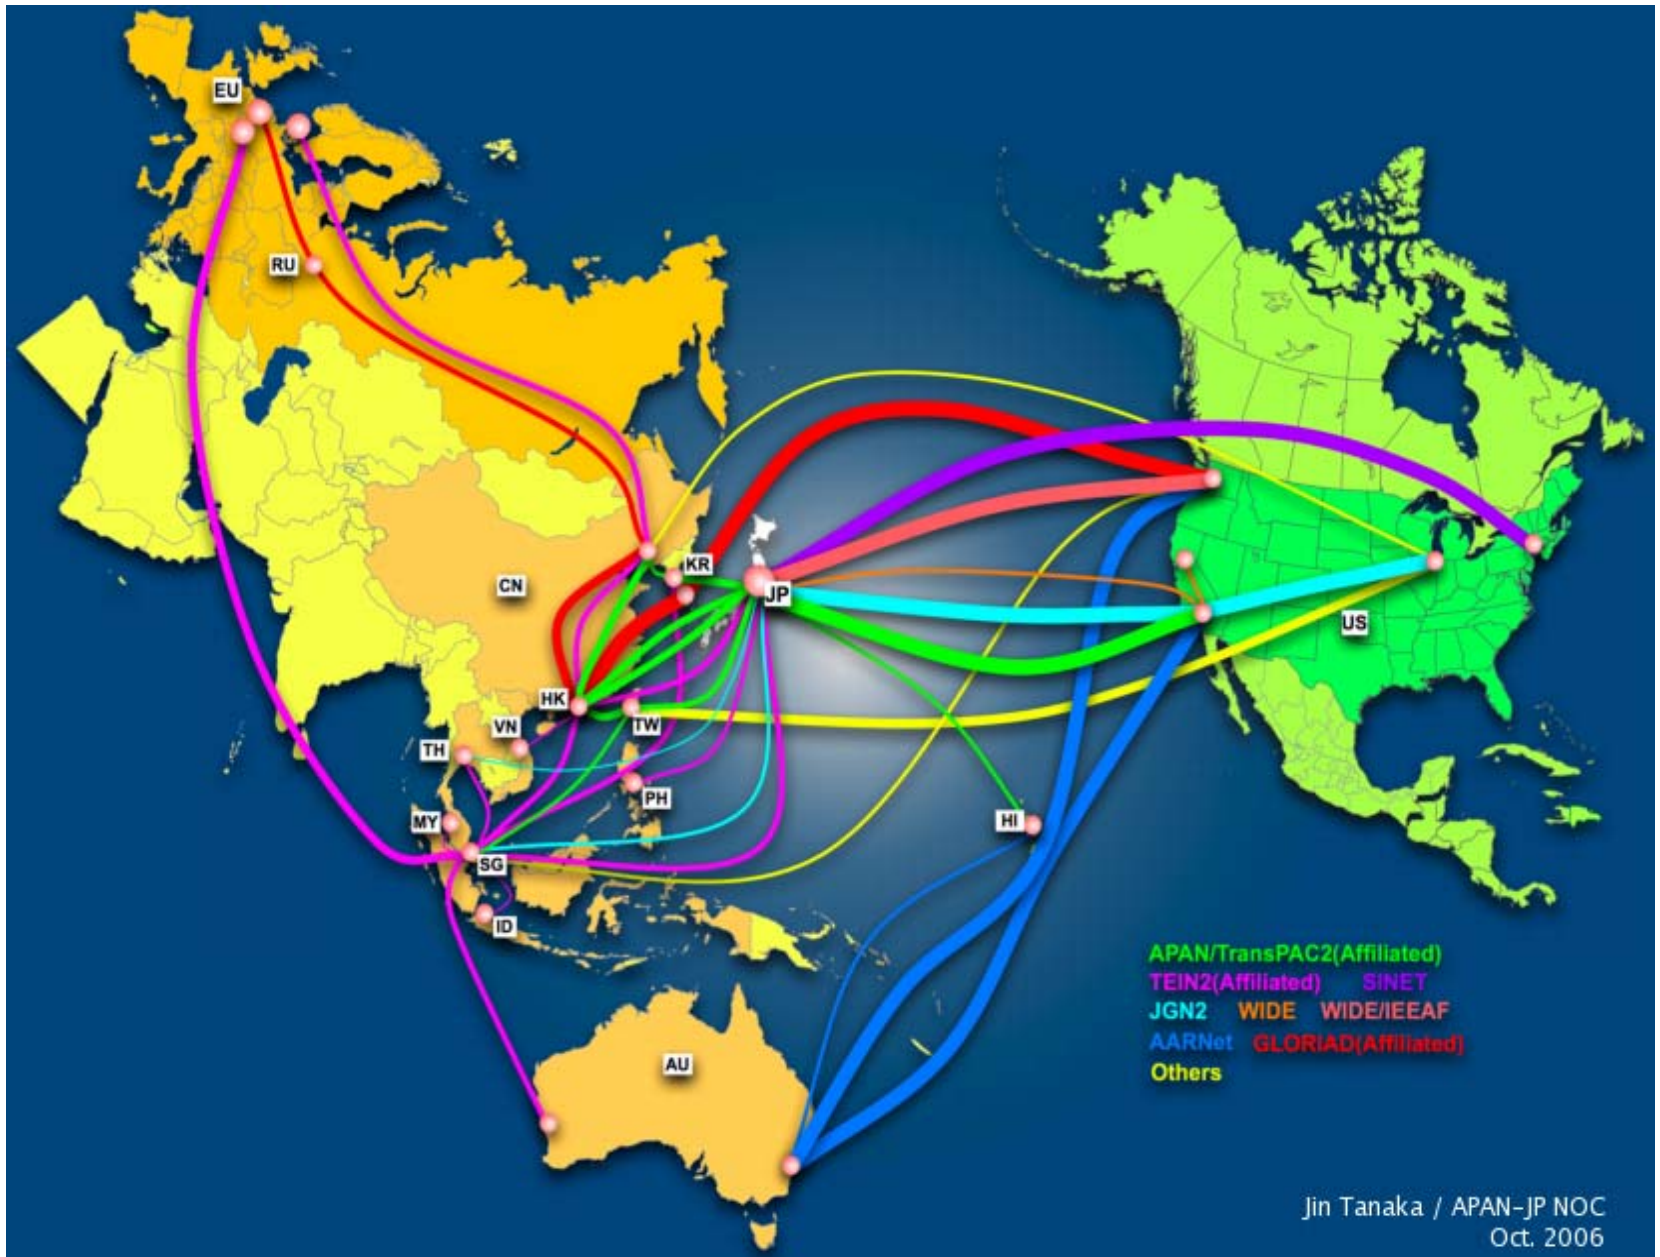 EU
RU
KR
CN
JP
US
HK
TW
VN
TH
PH
MY
HI
SG
ID
AU
APAN/TransPAC2(Affiliated)
TEIN2(Affiliated) SINET
JGN2 WIDE WIDE/IEEAF
AARNet GLORIAD(Affiliated)
Others
Jin Tanaka / APAN-JP NOC
Oct. 2006